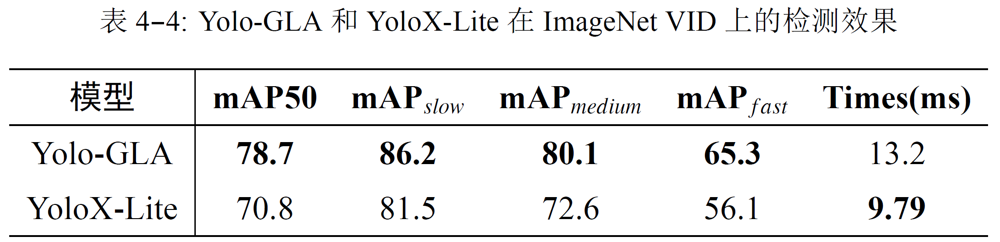 表 4–4: Yolo-GLA 和 YoloX-Lite 在 ImageNet VID 上的检测效果
模型 mAP50 mAPslow mAPmedium mAPfast Times(ms)
Yolo-GLA 78.7 86.2 80.1 65.3 13.2
YoloX-Lite 70.8 81.5 72.6 56.1 9.79